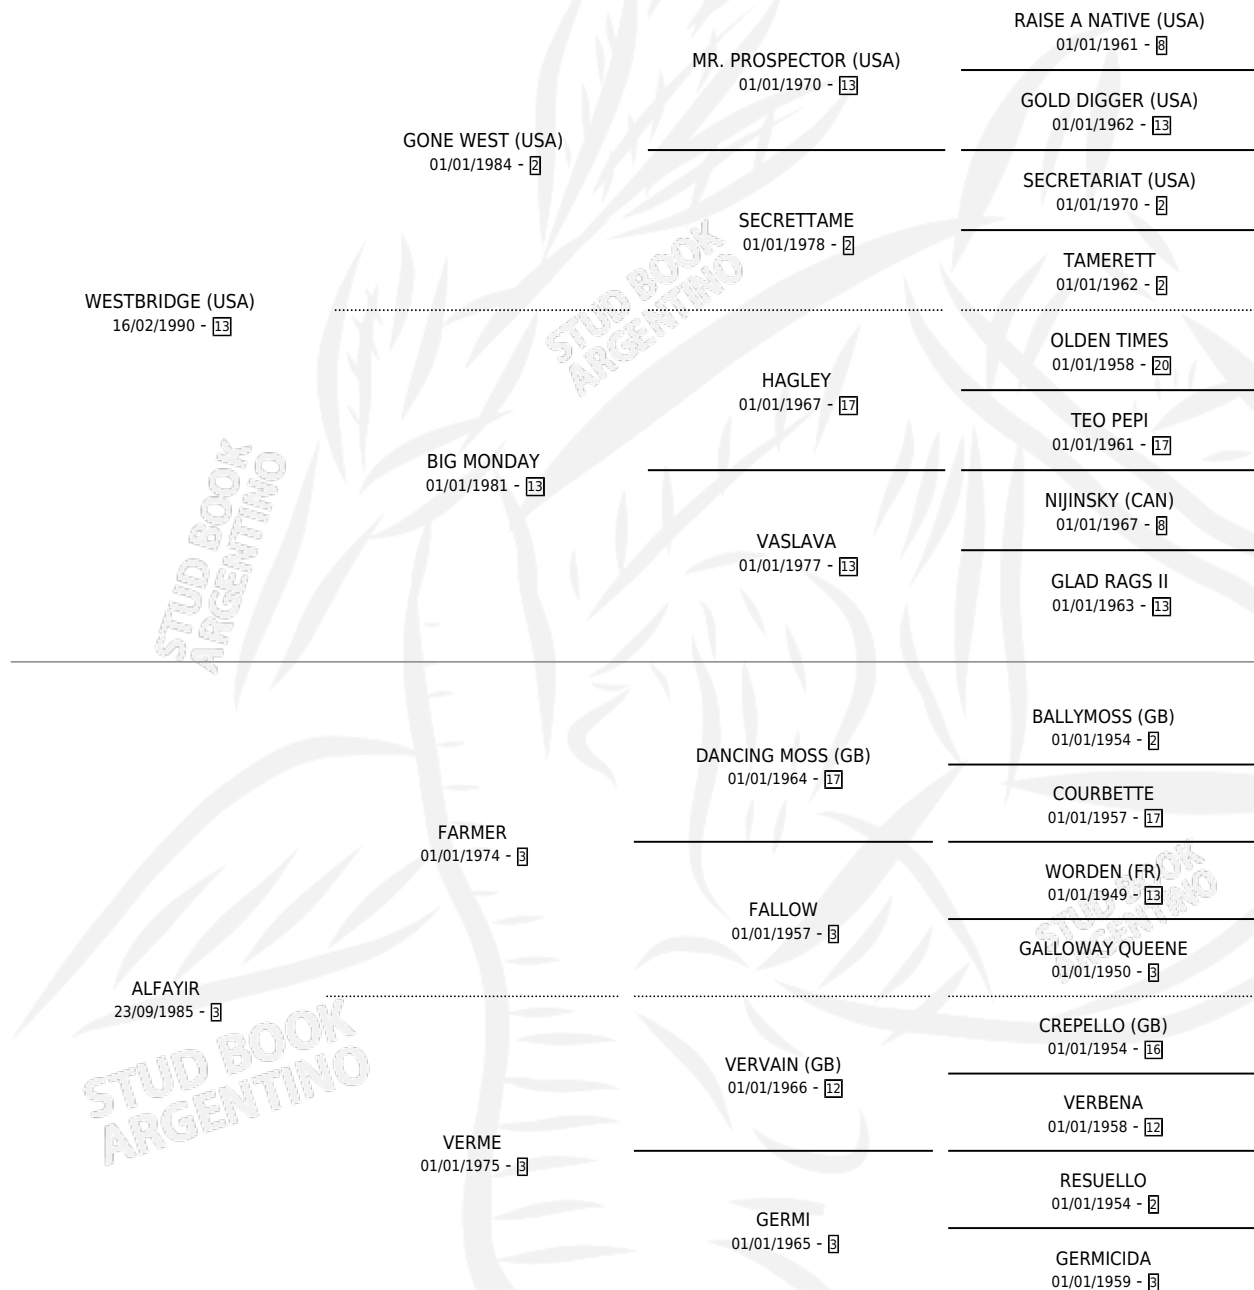 RAISE A NATIVE (USA)
01/01/1961 - 8
MR. PROSPECTOR (USA)
01/01/1970 - 13
GOLD DIGGER (USA)
01/01/1962 - 13
GONE WEST (USA)
01/01/1984 - 2
SECRETARIAT (USA)
01/01/1970 - 2
SECRETTAME
01/01/1978 - 2
TAMERETT
01/01/1962 - 2
WESTBRIDGE (USA)
16/02/1990 - 13
OLDEN TIMES
01/01/1958 - 20
HAGLEY
01/01/1967 - 17
TEO PEPI
01/01/1961 - 17
BIG MONDAY
01/01/1981 - 13
NIJINSKY (CAN)
01/01/1967 - 8
VASLAVA
01/01/1977 - 13
GLAD RAGS II
01/01/1963 - 13
BALLYMOSS (GB)
01/01/1954 - 2
DANCING MOSS (GB)
01/01/1964 - 17
COURBETTE
01/01/1957 - 17
FARMER
01/01/1974 - 3
WORDEN (FR)
01/01/1949 - 13
FALLOW
01/01/1957 - 3
GALLOWAY QUEENE
01/01/1950 - 3
ALFAYIR
23/09/1985 - 3
CREPELLO (GB)
01/01/1954 - 16
VERVAIN (GB)
01/01/1966 - 12
VERBENA
01/01/1958 - 12
VERME
01/01/1975 - 3
RESUELLO
01/01/1954 - 2
GERMI
01/01/1965 - 3
GERMICIDA
01/01/1959 - 3
STUD BOOK
ARGENTINO
STUD BOOK
ARGENTINO
STUD BOOK
ARGENTINO
STUD BOOK
ARGENTINO